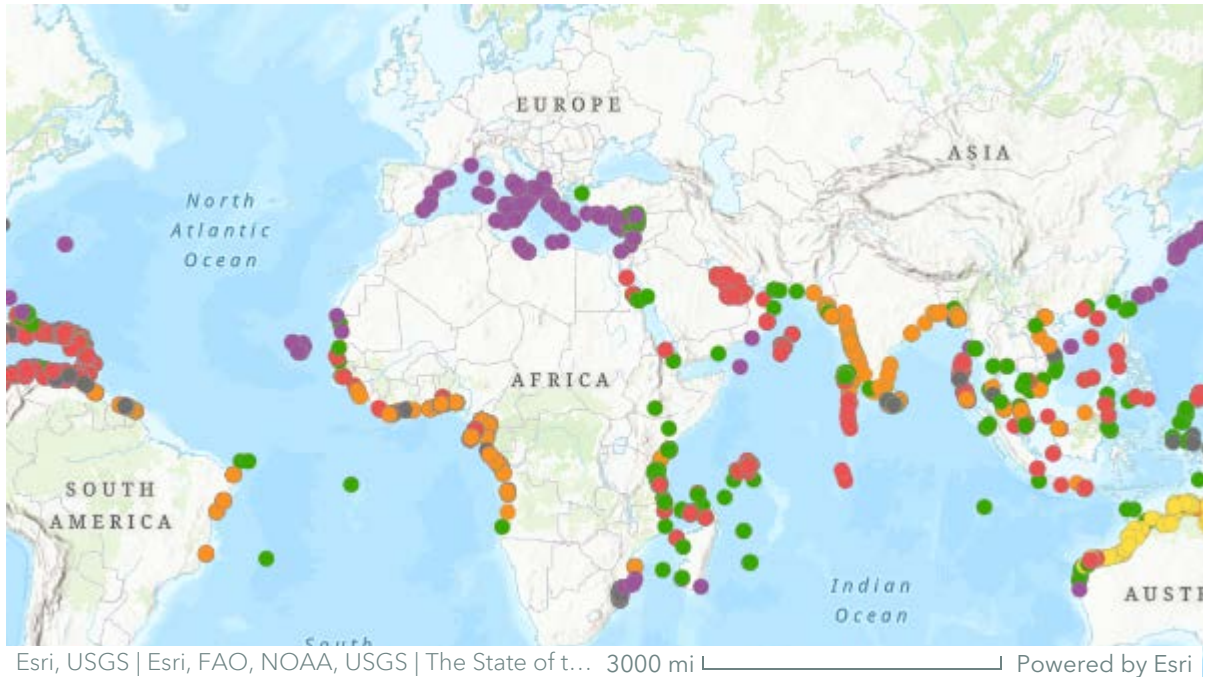 EUROPE
ASIA
North
Atlantic
Ocean
AFRICA
SOUTH
AMERICA
Indian
Ocean
AUST
South
Esri, USGS | Esri, FAO, NOAA, USGS | The State of t... 3000 mi Powered by Esri